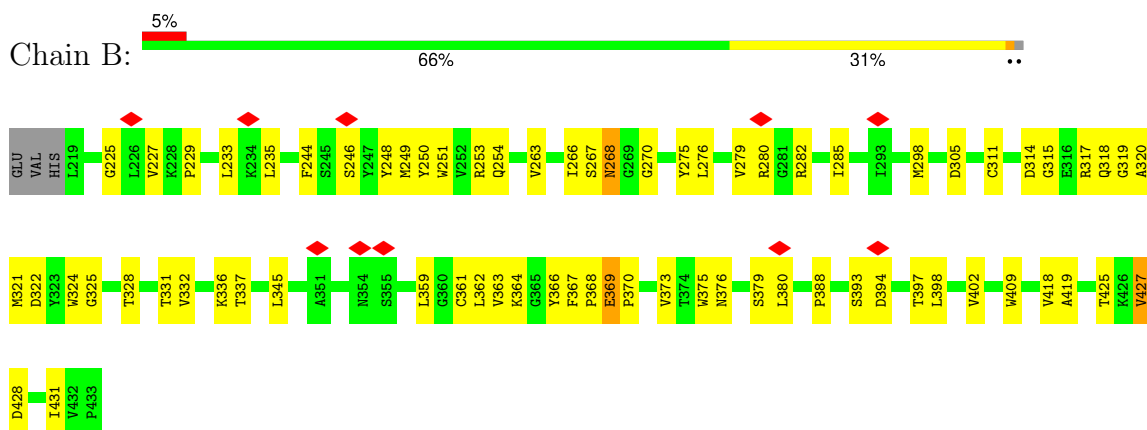 5%
Chain B:
66% 31% ••
GLU VAL HIS L219 G225 L226 V227 K228 P229 L233 K234 L235 F244 S245 S246 Y247 Y248 M249 Y250 W251 V252 R253 Q254 V263 I266 S267 N268 G269 G270 Y275 L276 V279 R280 G281 R282 I285 I293 M298 D305 C311 D314 G315 E316 R317 Q318 G319 A320
M321 D322 Y323 W324 G325 T328 T331 V332 K336 T337 L345 A351 N354 S355 L359 G360 C361 L362 V363 K364 G365 Y366 F367 P368 E369 P370 V373 T374 W375 N376 S379 L380 P388 S393 D394 T397 L398 V402 W409 V418 A419 T425 K426 V427
D428 I431 V432 P433